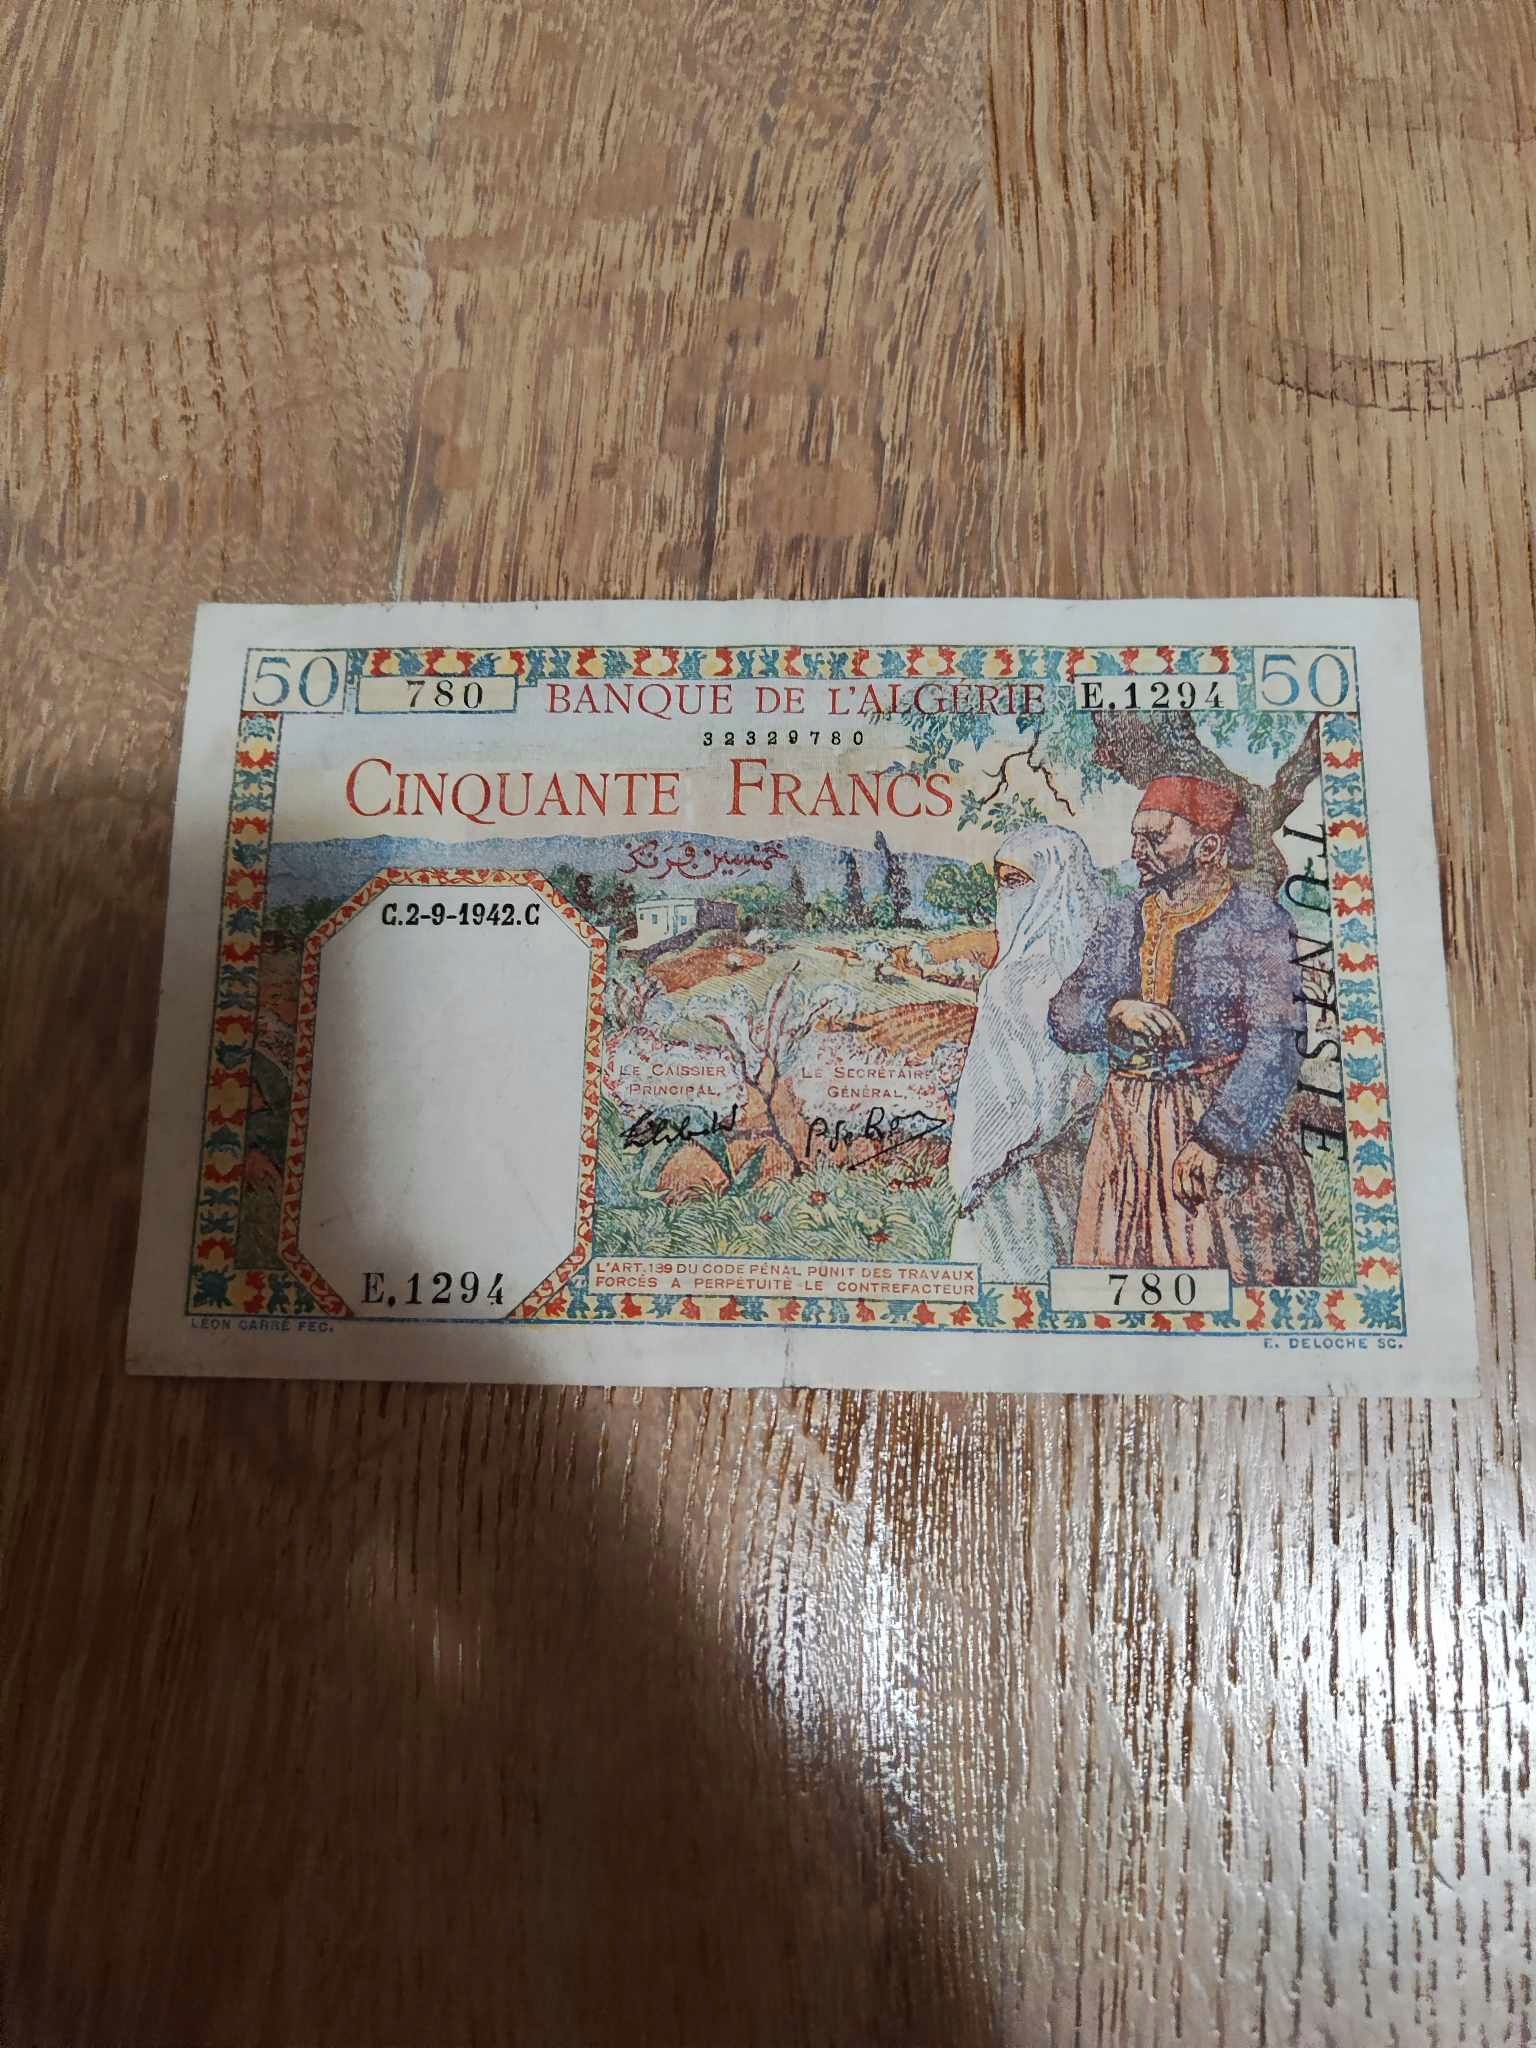 50 780 BANQUE DE L'ALGÉRIE E.1294 50
32329780
CINQUANTE FRANCS
خمسين فرنك
C.2-9-1942.C
TUNISIE
LE CAISSIER PRINCIPAL,
LE SECRÉTAIRE GÉNÉRAL,
E.1294
L'ART. 139 DU CODE PÉNAL PUNIT DES TRAVAUX
FORCÉS A PERPÉTUITÉ LE CONTREFACTEUR
780
LÉON CARRÉ FEC.
E. DELOCHE SC.